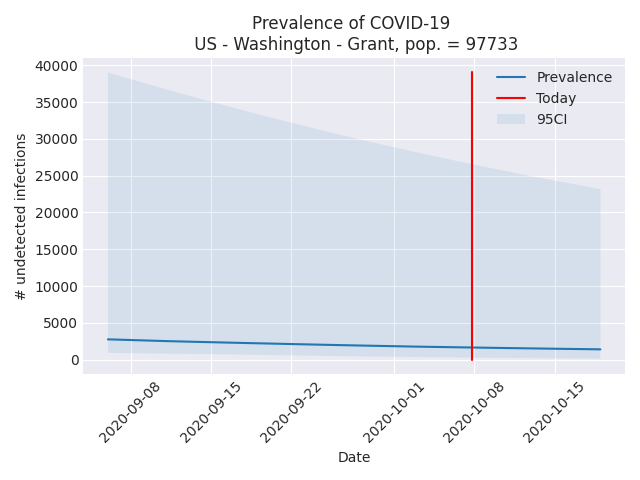 Prevalence of COVID-19
US - Washington - Grant, pop. = 97733
40000
35000
30000
25000
20000
15000
10000
5000
0
# undetected infections
Prevalence
Today
95CI
2020-09-08
2020-09-15
2020-09-22
2020-10-01
2020-10-08
2020-10-15
Date